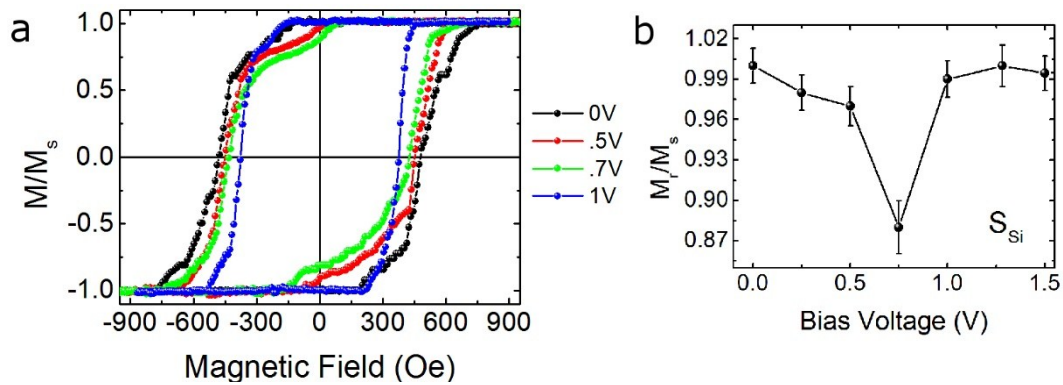 a
M/Mₛ
1.0
0.5
0.0
-0.5
-1.0
-900 -600 -300 0 300 600 900
Magnetic Field (Oe)
0V
.5V
.7V
1V
b
Mᵣ/Mₛ
1.02
0.99
0.96
0.93
0.90
0.87
S_Si
0.0 0.5 1.0 1.5
Bias Voltage (V)